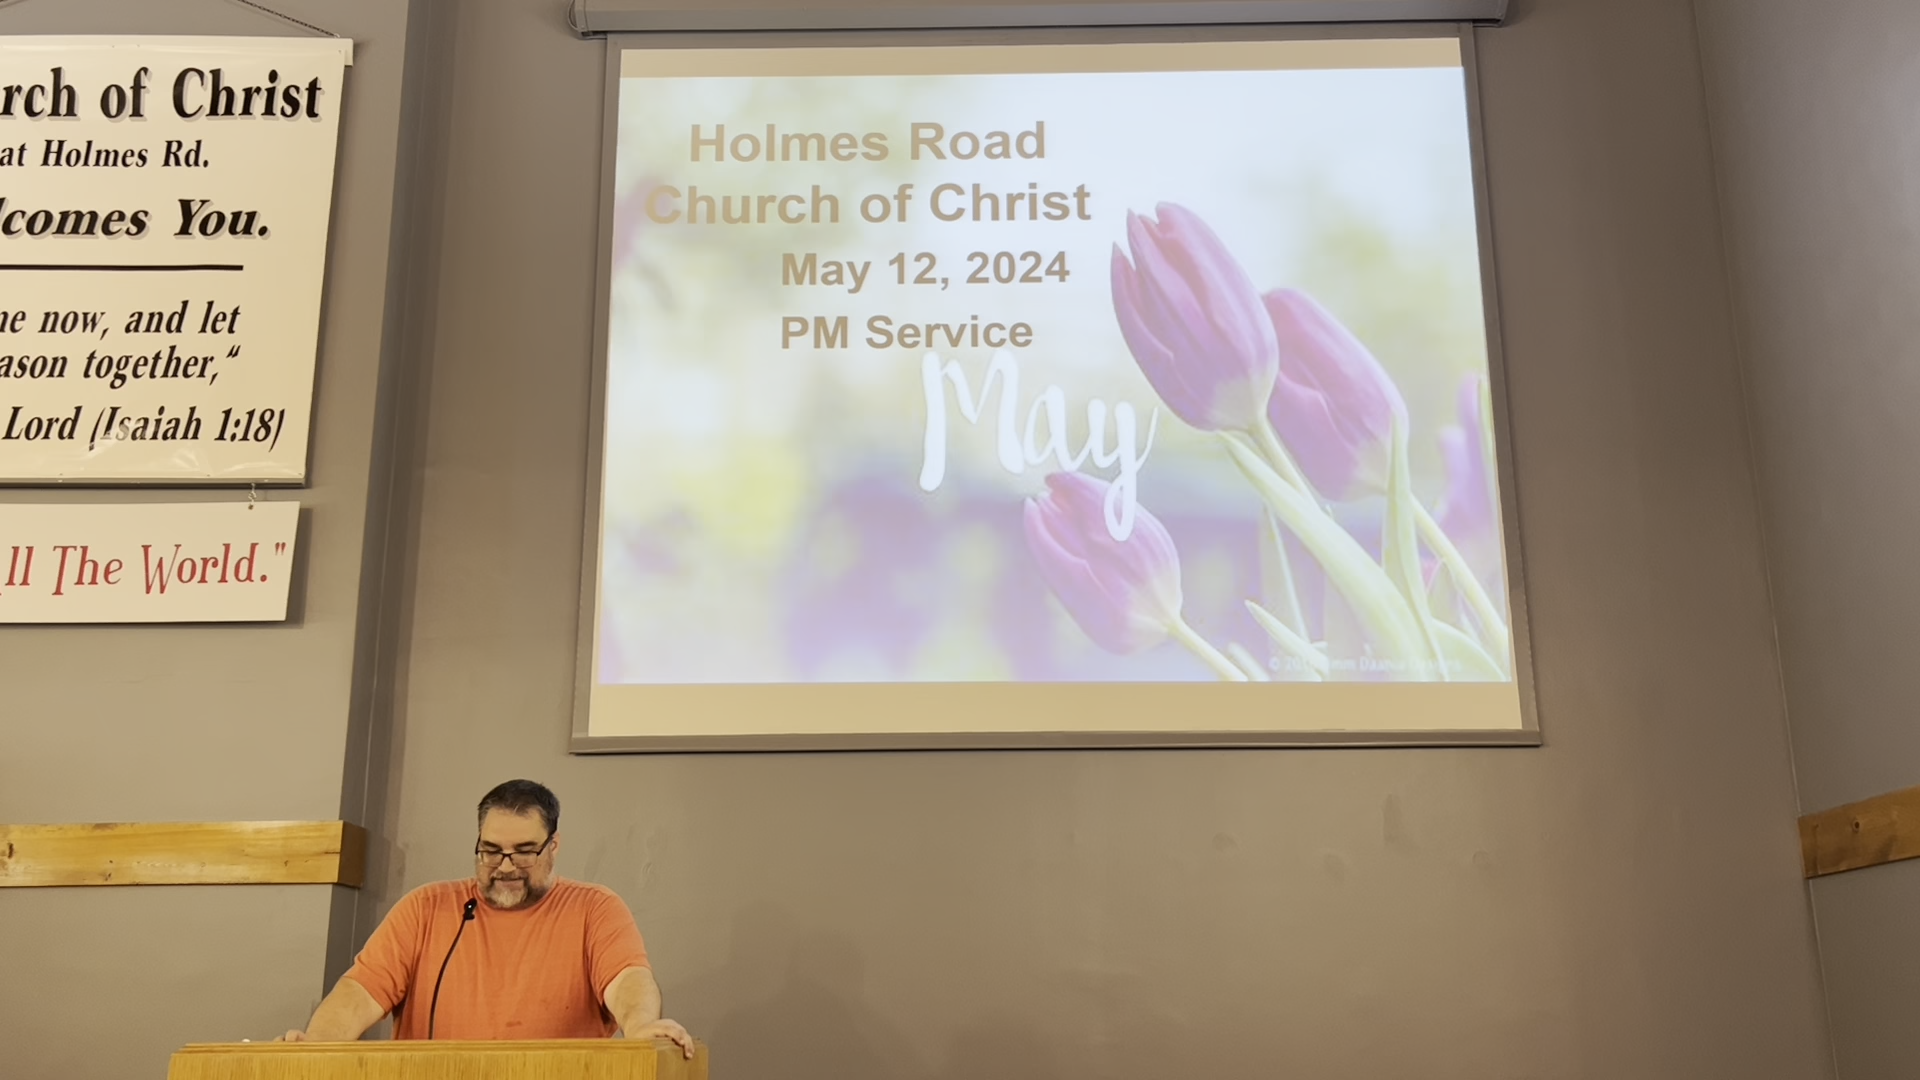 rch of Christ
at Holmes Rd.
lcomes You.
ne now, and let
ason together,“
Lord (Isaiah 1:18)
ll The World."
Holmes Road
Church of Christ
May 12, 2024
PM Service
May